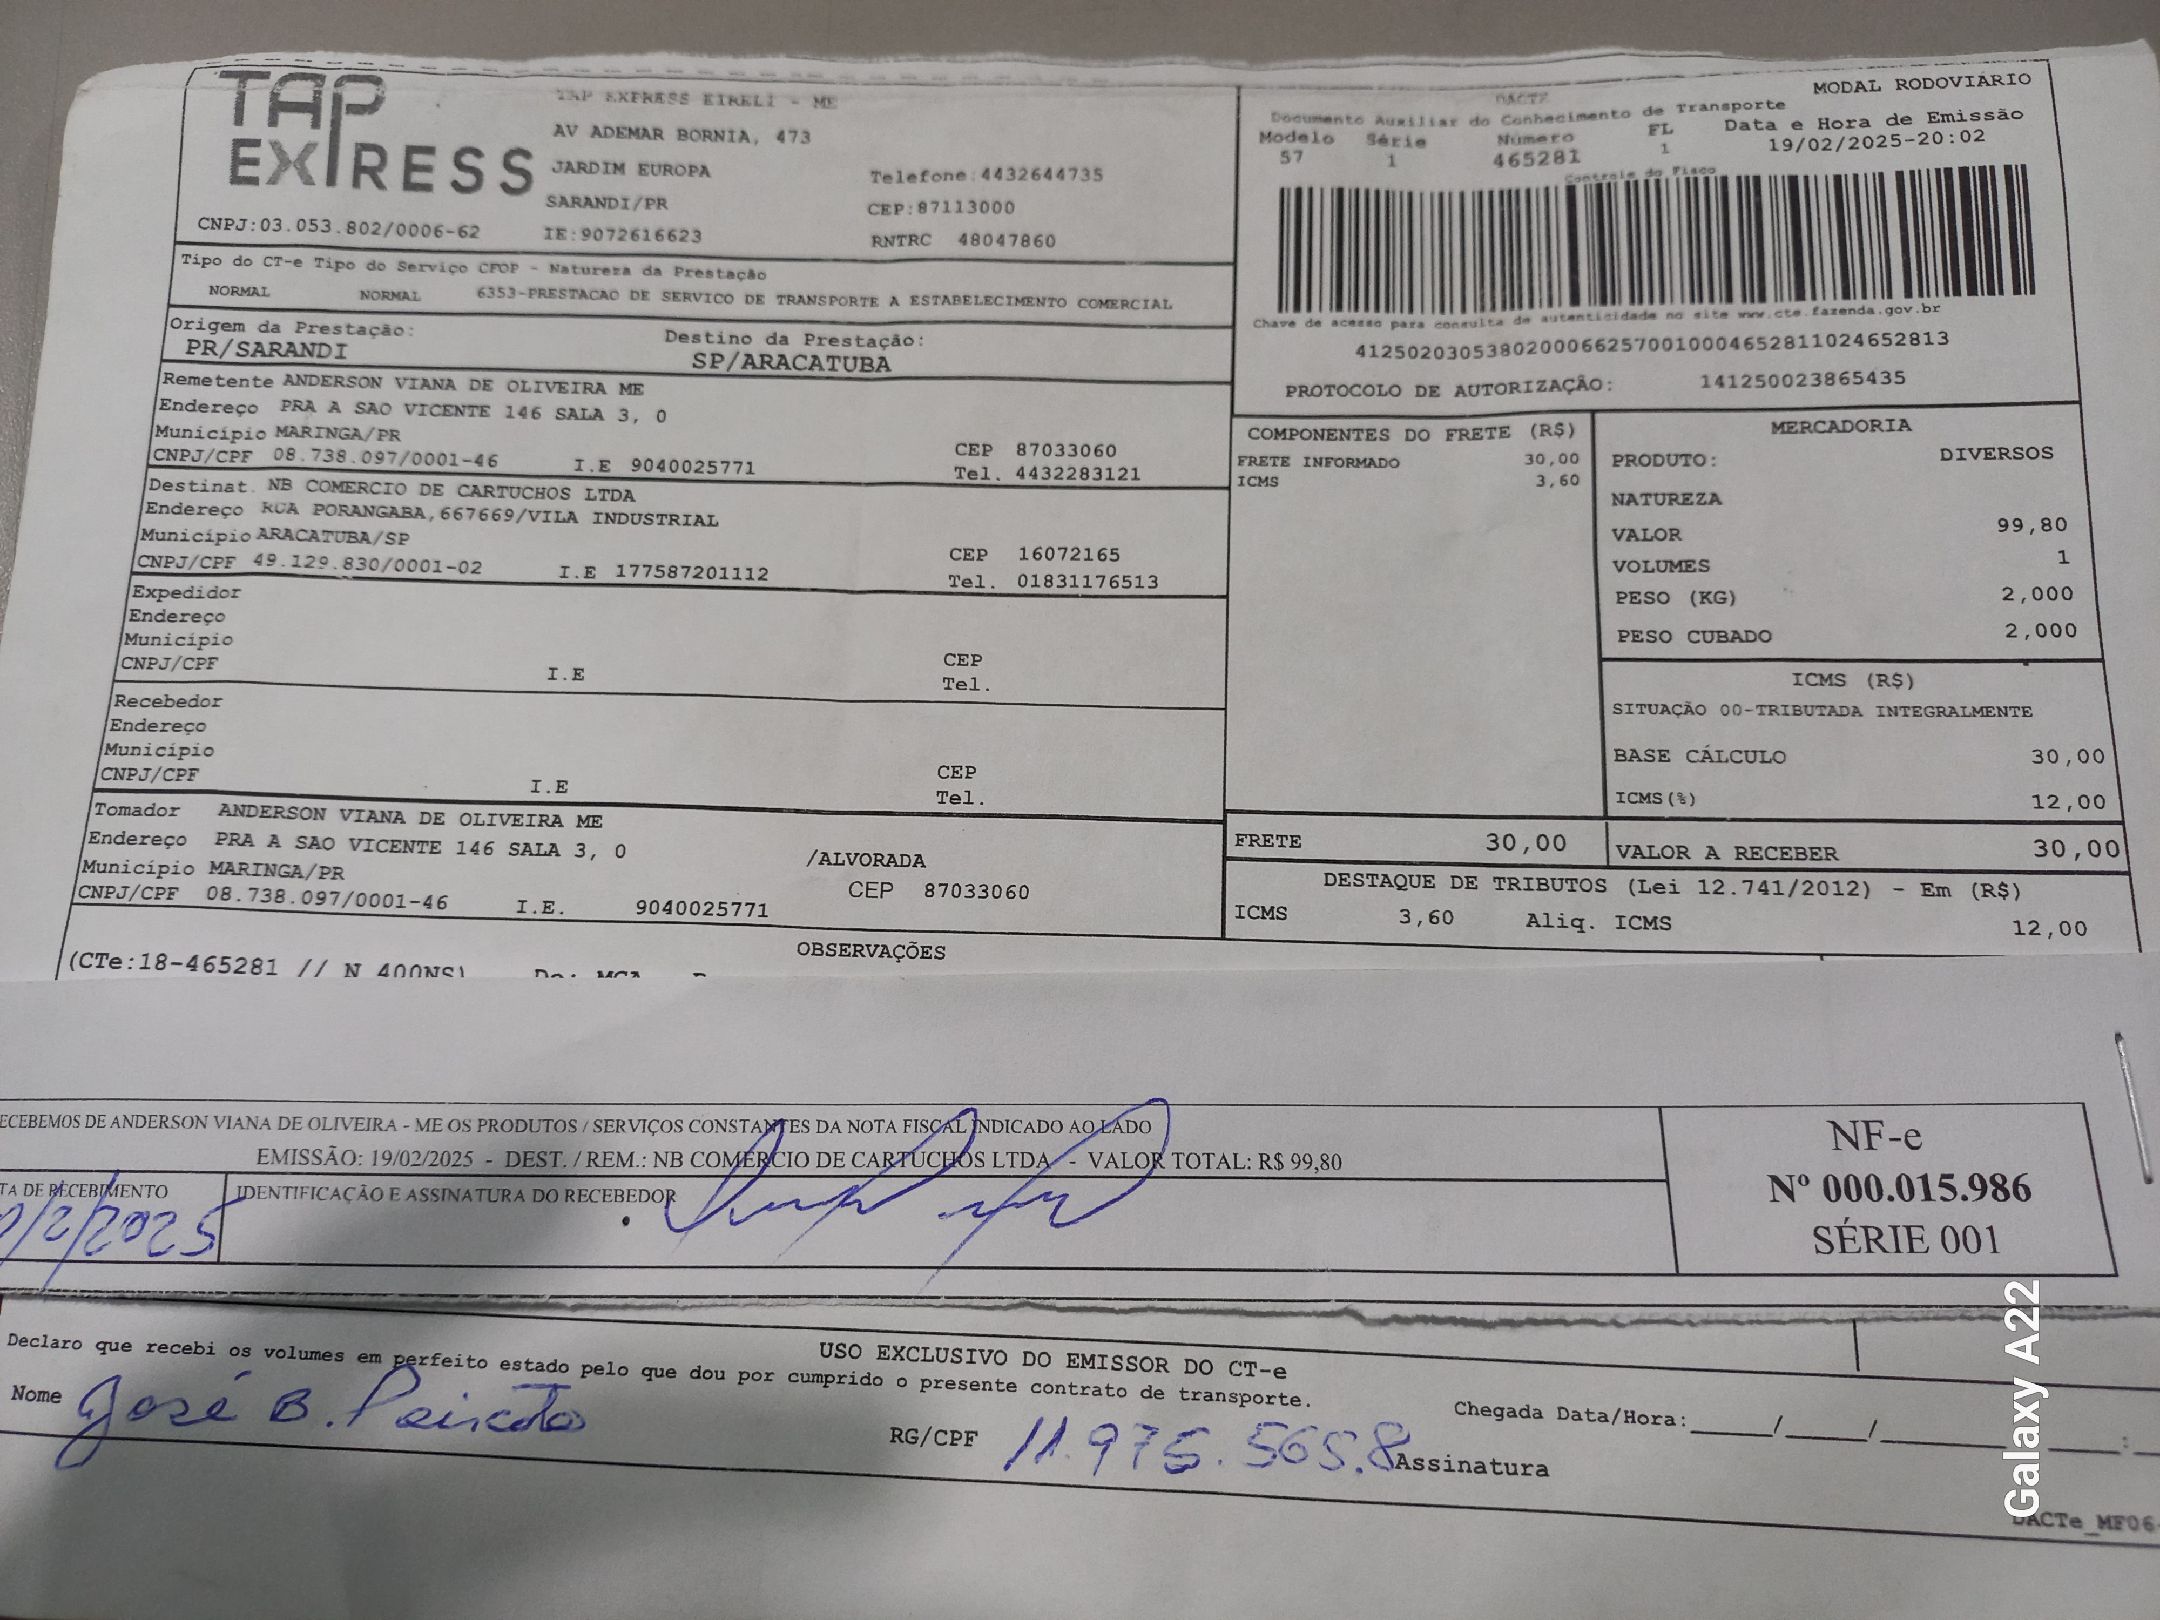 TAP EXPRESS
TAP EXPRESS EIRELI - ME
AV ADEMAR BORNIA, 473
JARDIM EUROPA Telefone:4432644735
SARANDI/PR CEP:87113000
CNPJ:03.053.802/0006-62 IE:9072616623 RNTRC 48047860
MODAL RODOVIÁRIO
DACTE
Documento Auxiliar do Conhecimento de Transporte
Modelo Série Número FL Data e Hora de Emissão
57 1 465281 1 19/02/2025-20:02
Controle do Fisco
Chave de acesso para consulta de autenticidade no site www.cte.fazenda.gov.br
41250203053802000662570010004652811024652813
PROTOCOLO DE AUTORIZAÇÃO: 141250023865435
Tipo do CT-e Tipo do Serviço CFOP - Natureza da Prestação
NORMAL NORMAL 6353-PRESTACAO DE SERVICO DE TRANSPORTE A ESTABELECIMENTO COMERCIAL
Origem da Prestação: Destino da Prestação:
PR/SARANDI SP/ARACATUBA
Remetente ANDERSON VIANA DE OLIVEIRA ME
Endereço PRA A SAO VICENTE 146 SALA 3, 0
Município MARINGA/PR CEP 87033060
CNPJ/CPF 08.738.097/0001-46 I.E 9040025771 Tel. 4432283121
Destinat. NB COMERCIO DE CARTUCHOS LTDA
Endereço RUA PORANGABA,667669/VILA INDUSTRIAL
Município ARACATUBA/SP CEP 16072165
CNPJ/CPF 49.129.830/0001-02 I.E 177587201112 Tel. 01831176513
Expedidor
Endereço
Município CEP
CNPJ/CPF I.E Tel.
Recebedor
Endereço
Município CEP
CNPJ/CPF I.E Tel.
Tomador ANDERSON VIANA DE OLIVEIRA ME
Endereço PRA A SAO VICENTE 146 SALA 3, 0 /ALVORADA
Município MARINGA/PR CEP 87033060
CNPJ/CPF 08.738.097/0001-46 I.E. 9040025771
COMPONENTES DO FRETE (R$)
FRETE INFORMADO 30,00
ICMS 3,60
MERCADORIA
PRODUTO: DIVERSOS
NATUREZA
VALOR 99,80
VOLUMES 1
PESO (KG) 2,000
PESO CUBADO 2,000
ICMS (R$)
SITUAÇÃO 00-TRIBUTADA INTEGRALMENTE
BASE CÁLCULO 30,00
ICMS(%) 12,00
FRETE 30,00 VALOR A RECEBER 30,00
DESTAQUE DE TRIBUTOS (Lei 12.741/2012) - Em (R$)
ICMS 3,60 Aliq. ICMS 12,00
OBSERVAÇÕES
(CTe:18-465281 // N 400NS)
ECEBEMOS DE ANDERSON VIANA DE OLIVEIRA - ME OS PRODUTOS / SERVIÇOS CONSTANTES DA NOTA FISCAL INDICADO AO LADO
EMISSÃO: 19/02/2025 - DEST. / REM.: NB COMERCIO DE CARTUCHOS LTDA - VALOR TOTAL: R$ 99,80
TA DE RECEBIMENTO IDENTIFICAÇÃO E ASSINATURA DO RECEBEDOR
/2/2025
NF-e
Nº 000.015.986
SÉRIE 001
USO EXCLUSIVO DO EMISSOR DO CT-e
Declaro que recebi os volumes em perfeito estado pelo que dou por cumprido o presente contrato de transporte.
Nome José B. Peixoto RG/CPF 11.975.565.8 Assinatura Chegada Data/Hora:____/____/____ ____:
DACTe_MF06
Galaxy A22